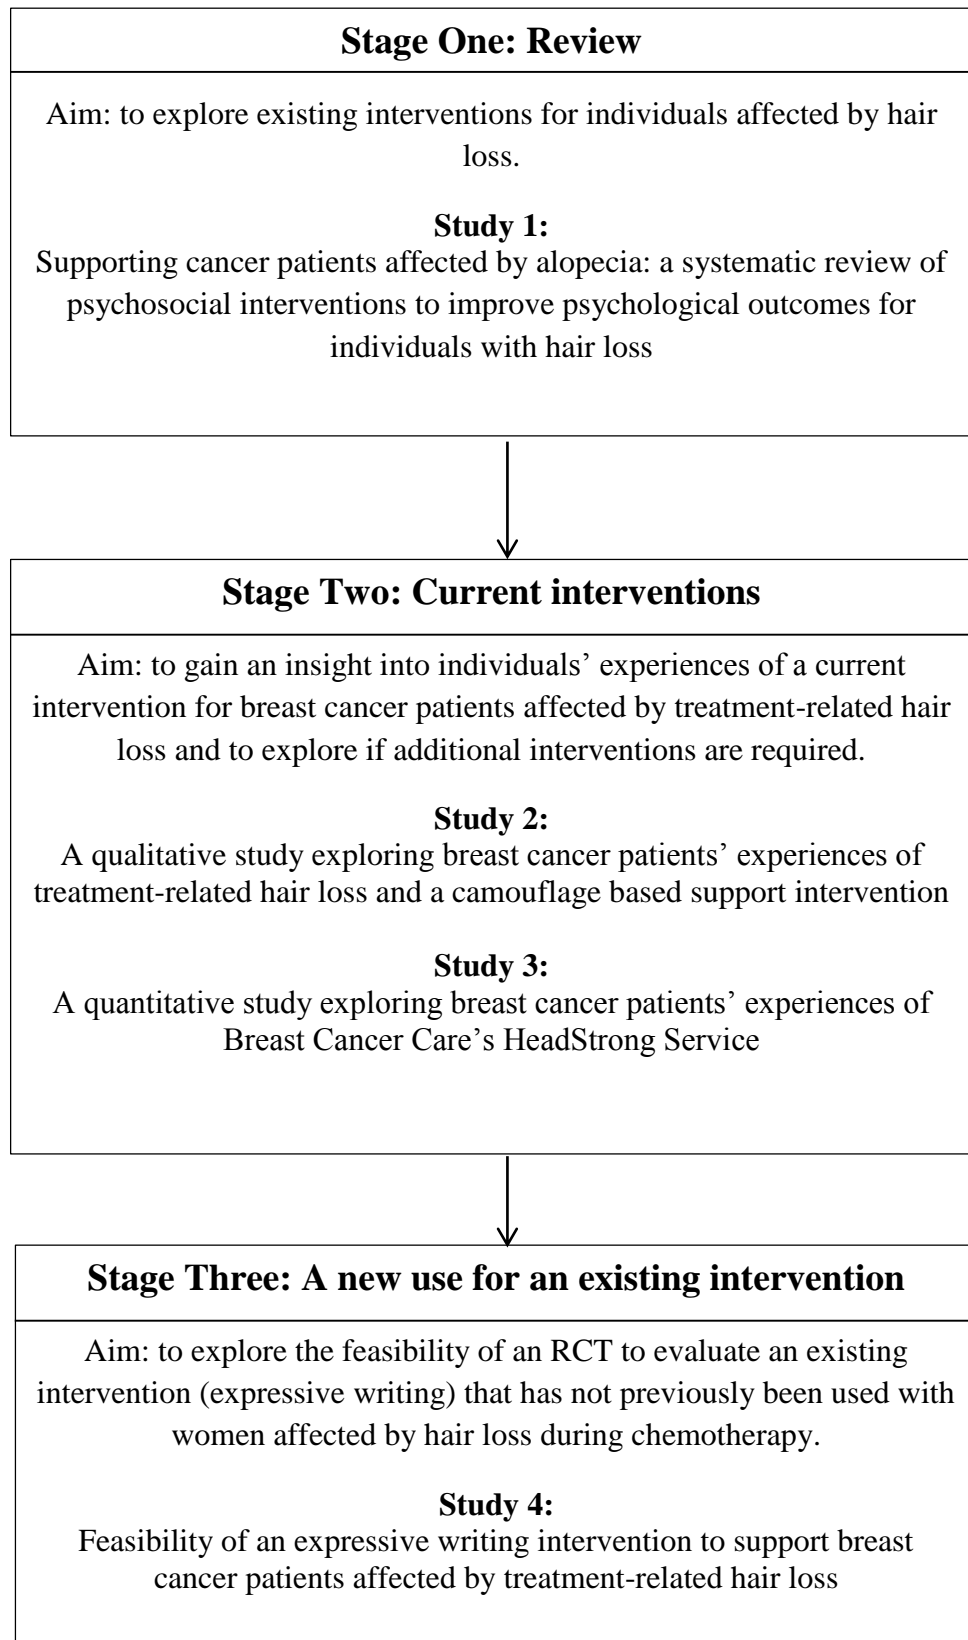 Stage One: Review
Aim: to explore existing interventions for individuals affected by hair
loss.
Study 1:
Supporting cancer patients affected by alopecia: a systematic review of
psychosocial interventions to improve psychological outcomes for
individuals with hair loss
Stage Two: Current interventions
Aim: to gain an insight into individuals’ experiences of a current
intervention for breast cancer patients affected by treatment-related hair
loss and to explore if additional interventions are required.
Study 2:
A qualitative study exploring breast cancer patients’ experiences of
treatment-related hair loss and a camouflage based support intervention
Study 3:
A quantitative study exploring breast cancer patients’ experiences of
Breast Cancer Care’s HeadStrong Service
Stage Three: A new use for an existing intervention
Aim: to explore the feasibility of an RCT to evaluate an existing
intervention (expressive writing) that has not previously been used with
women affected by hair loss during chemotherapy.
Study 4:
Feasibility of an expressive writing intervention to support breast
cancer patients affected by treatment-related hair loss